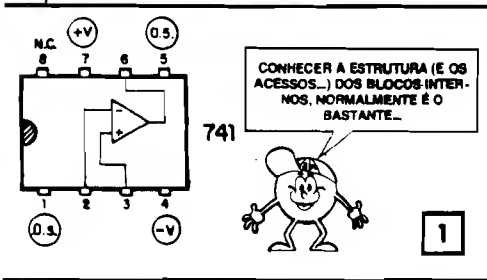 N.C.
+V
O.S.
8
7
6
5
741
1
2
3
4
O.S.
-V
CONHECER A ESTRUTURA (E OS
ACESSOS...) DOS BLOCOS INTER-
NOS, NORMALMENTE É O
BASTANTE...
1